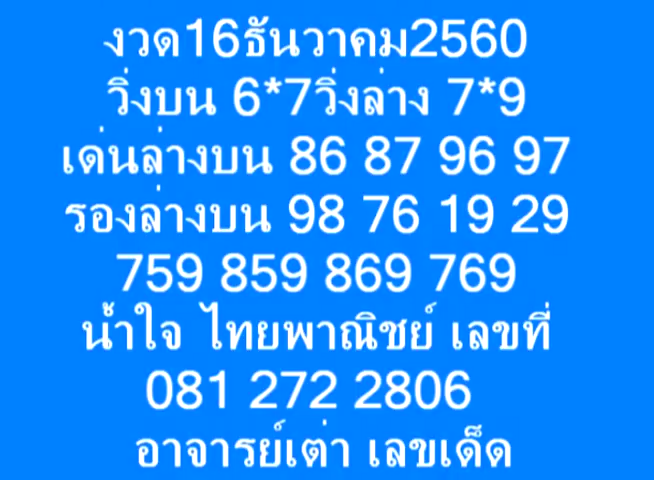 งวด16ธันวาคม2560
วิ่งบน 6*7วิ่งล่าง 7*9
เด่นล่างบน 86 87 96 97
รองล่างบน 98 76 19 29
759 859 869 769
น้ำใจ ไทยพาณิชย์ เลขที่
081 272 2806
อาจารย์เต่า เลขเด็ด